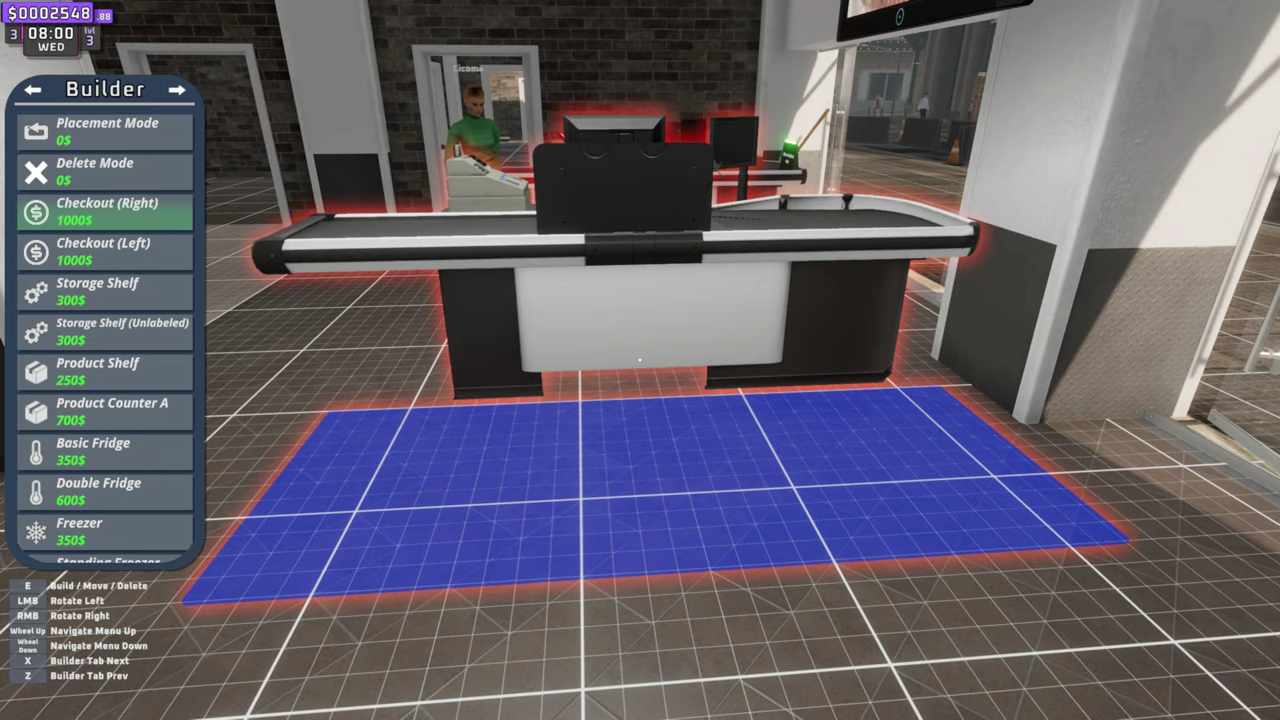 $0002548 .88
3 08:00 lvl 3
WED
Cicoma
Builder
Placement Mode
0$
Delete Mode
0$
Checkout (Right)
1000$
Checkout (Left)
1000$
Storage Shelf
300$
Storage Shelf (Unlabeled)
300$
Product Shelf
250$
Product Counter A
700$
Basic Fridge
350$
Double Fridge
600$
Freezer
350$
Standing Freezer
E Build / Move / Delete
LMB Rotate Left
RMB Rotate Right
Wheel Up Navigate Menu Up
Wheel Down Navigate Menu Down
X Builder Tab Next
Z Builder Tab Prev